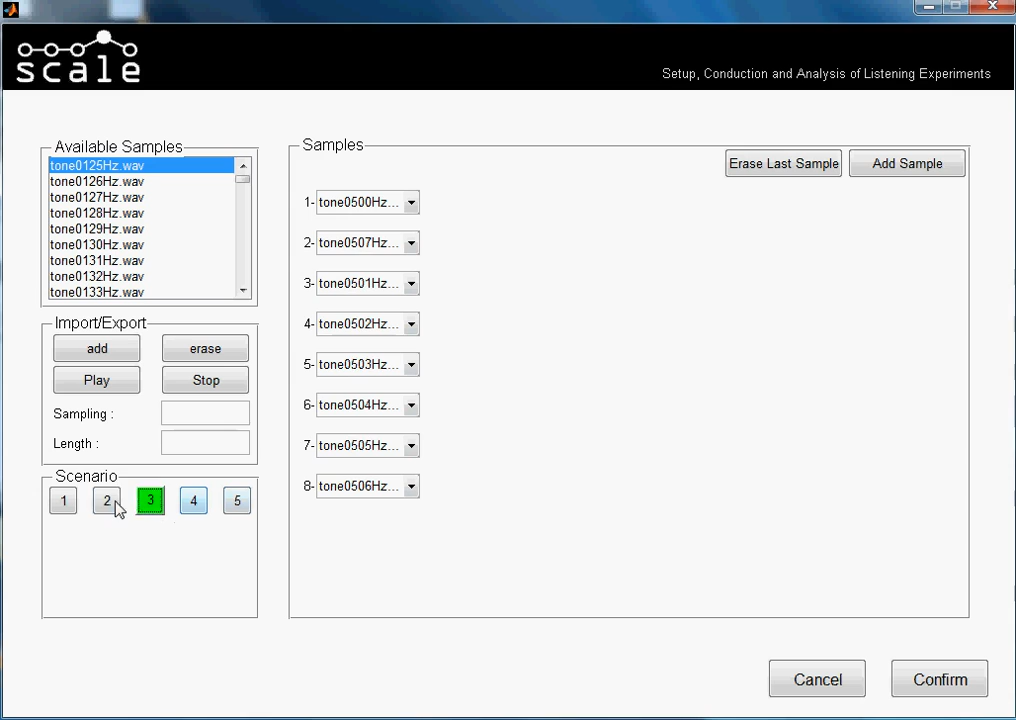 scale
Setup, Conduction and Analysis of Listening Experiments
Available Samples
tone0125Hz.wav
tone0126Hz.wav
tone0127Hz.wav
tone0128Hz.wav
tone0129Hz.wav
tone0130Hz.wav
tone0131Hz.wav
tone0132Hz.wav
tone0133Hz.wav
Import/Export
add erase
Play Stop
Sampling :
Length :
Scenario
1 2 3 4 5
Samples
Erase Last Sample Add Sample
1- tone0500Hz...
2- tone0507Hz...
3- tone0501Hz...
4- tone0502Hz...
5- tone0503Hz...
6- tone0504Hz...
7- tone0505Hz...
8- tone0506Hz...
Cancel Confirm